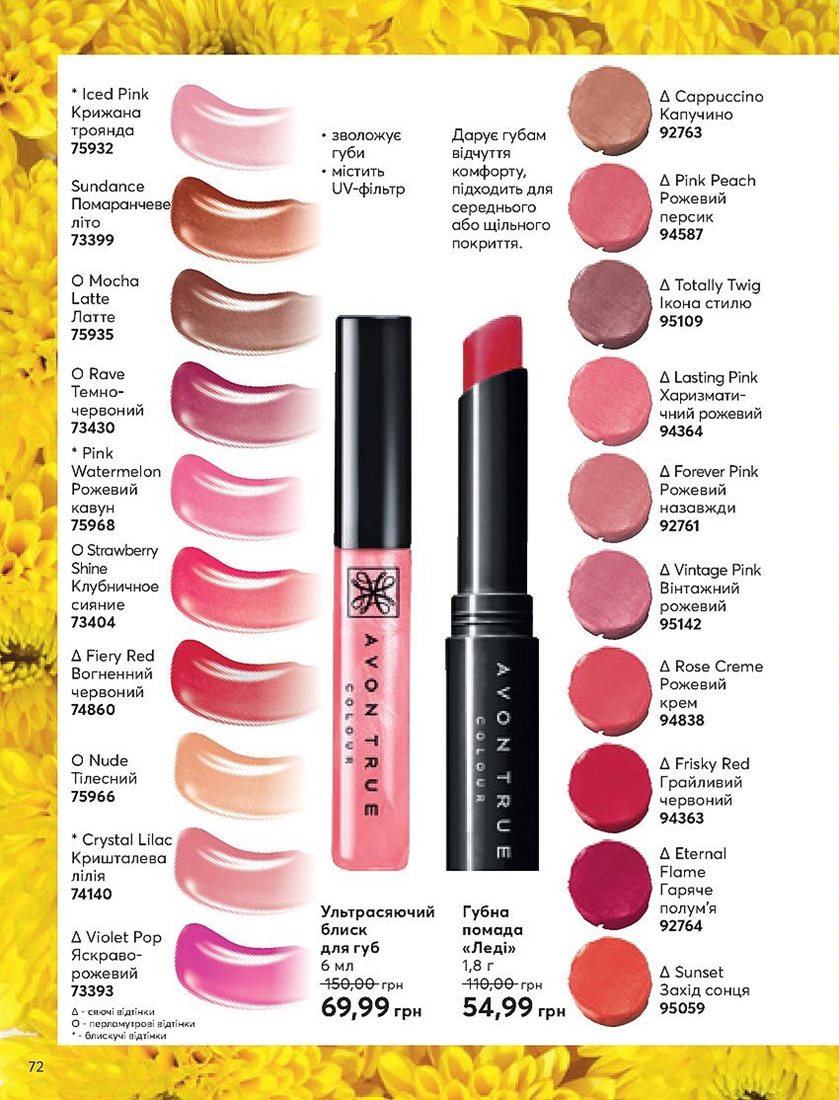 * Iced Pink
Крижана
троянда
75932
Sundance
Помаранчеве
літо
73399
O Mocha
Latte
Латте
75935
O Rave
Темно-
червоний
73430
* Pink
Watermelon
Рожевий
кавун
75968
O Strawberry
Shine
Клубничное
сияние
73404
Δ Fiery Red
Вогненний
червоний
74860
O Nude
Тілесний
75966
* Crystal Lilac
Кришталева
лілія
74140
Δ Violet Pop
Яскраво-
рожевий
73393
Δ - сяючі відтінки
O - перломутрові відтінки
* - блискучі відтінки
• зволожує
губи
• містить
UV-фільтр
AVON TRUE
COLOUR
Ультрасяючий
блиск
для губ
6 мл
150,00 грн
69,99 грн
Дарує губам
відчуття
комфорту,
підходить для
середнього
або щільного
покриття.
AVON TRUE
COLOUR
Губна
помада
«Леді»
1,8 г
110,00 грн
54,99 грн
Δ Cappuccino
Капучино
92763
Δ Pink Peach
Рожевий
персик
94587
Δ Totally Twig
Ікона стилю
95109
Δ Lasting Pink
Харизмати-
чний рожевий
94364
Δ Forever Pink
Рожевий
назавжди
92761
Δ Vintage Pink
Вінтажний
рожевий
95142
Δ Rose Creme
Рожевий
крем
94838
Δ Frisky Red
Грайливий
червоний
94363
Δ Eternal
Flame
Гаряче
полум'я
92764
Δ Sunset
Захід сонця
95059
72